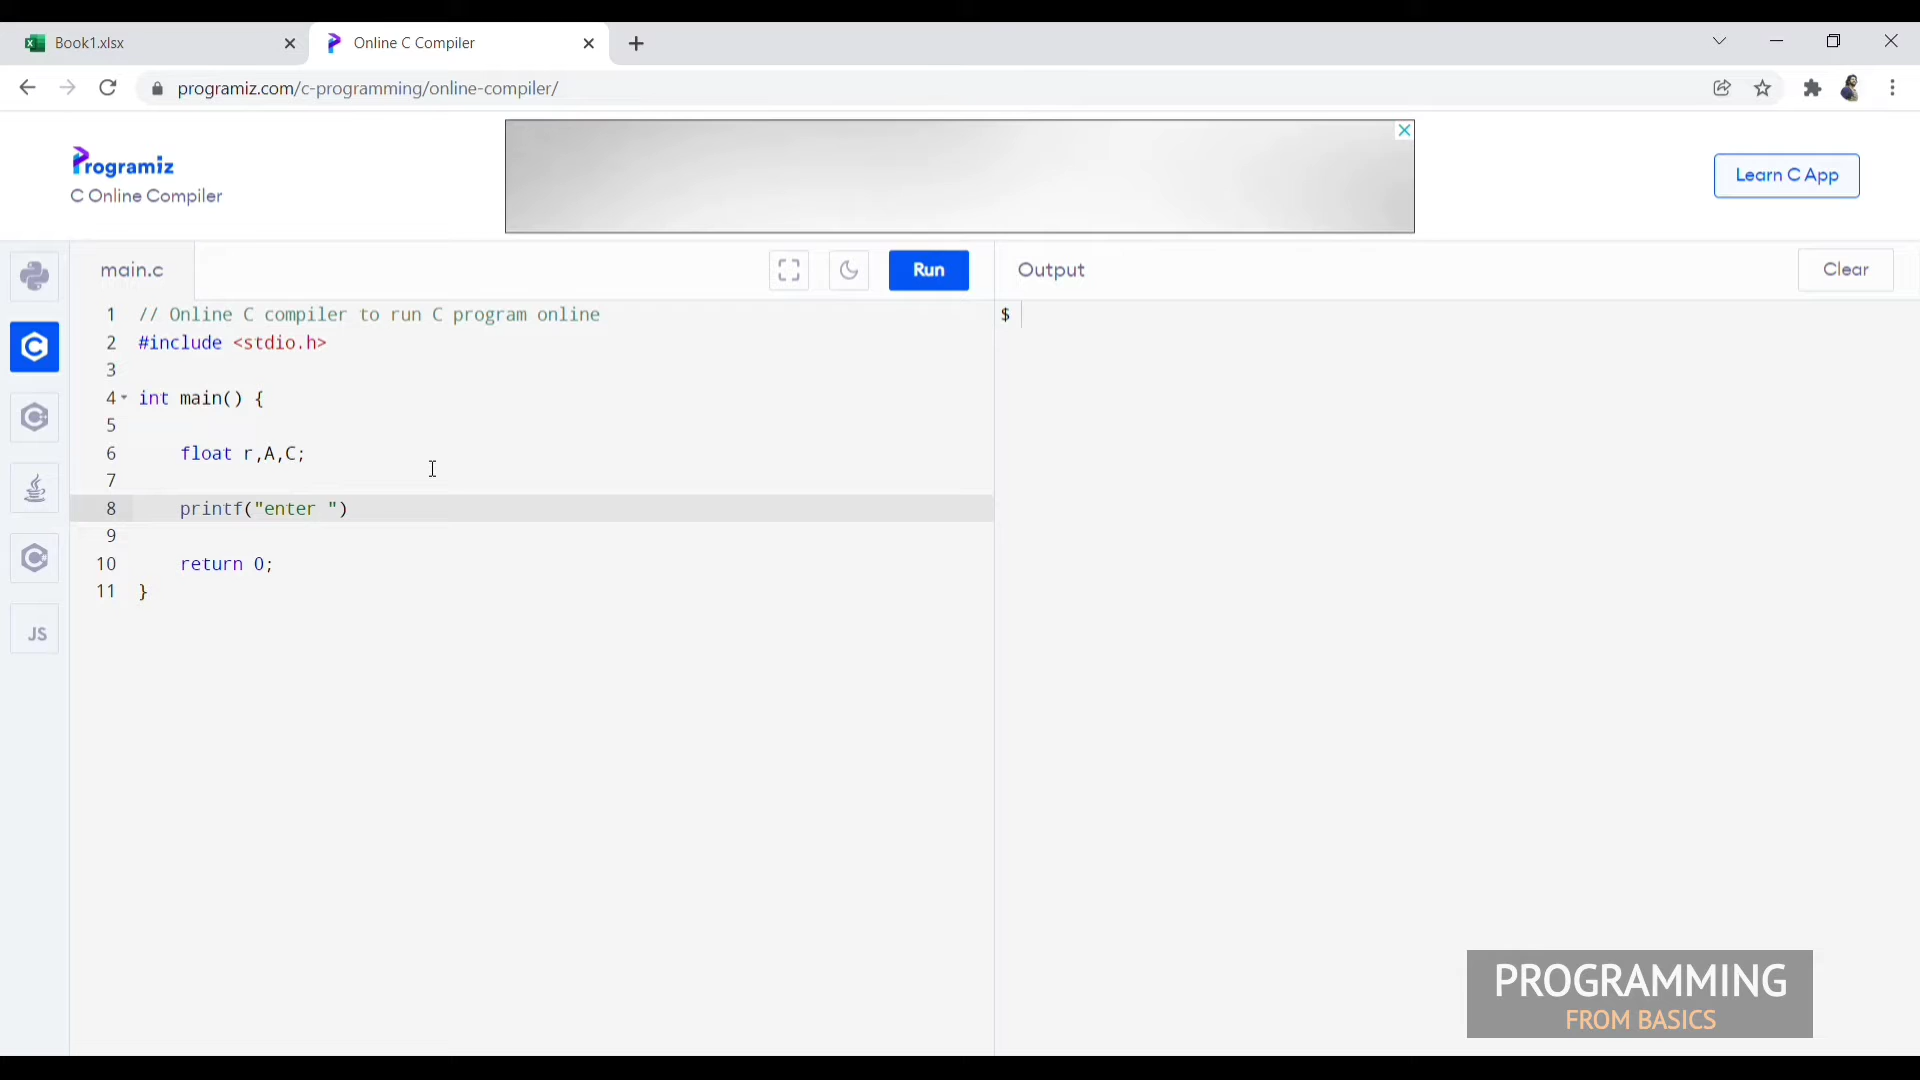 Book1.xlsx
Online C Compiler
programiz.com/c-programming/online-compiler/
Programiz
C Online Compiler
Learn C App
main.c
Run
Output
Clear
1 // Online C compiler to run C program online
2 #include <stdio.h>
3
4 int main() {
5
6 float r,A,C;
7
8 printf("enter ")
9
10 return 0;
11 }
$
JS
PROGRAMMING
FROM BASICS